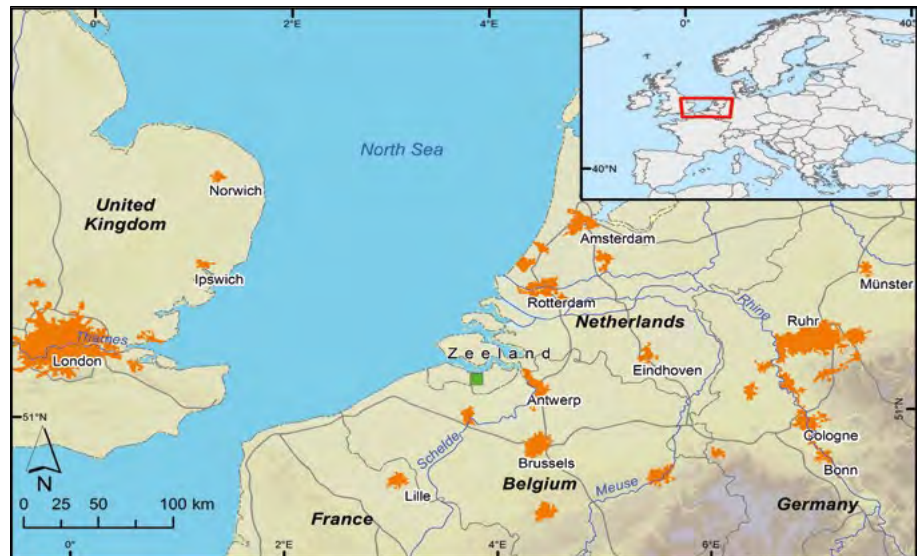 0°
2°E
4°E
0°
40°E
40°N
North Sea
Norwich
United
Kingdom
Ipswich
Thames
London
Amsterdam
Rotterdam
Netherlands
Rhine
Münster
Ruhr
Zeeland
Eindhoven
Antwerp
51°N
51°N
Schelde
Cologne
Brussels
Bonn
Lille
Belgium
Meuse
Germany
France
N
0 25 50 100 km
0°
2°E
4°E
6°E